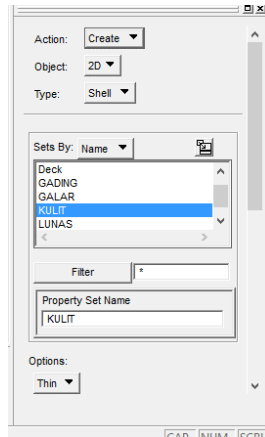 Action: Create
Object: 2D
Type: Shell
Sets By: Name
Deck
GADING
GALAR
KULIT
LUNAS
Filter *
Property Set Name
KULIT
Options:
Thin
CAP NUM SCRL